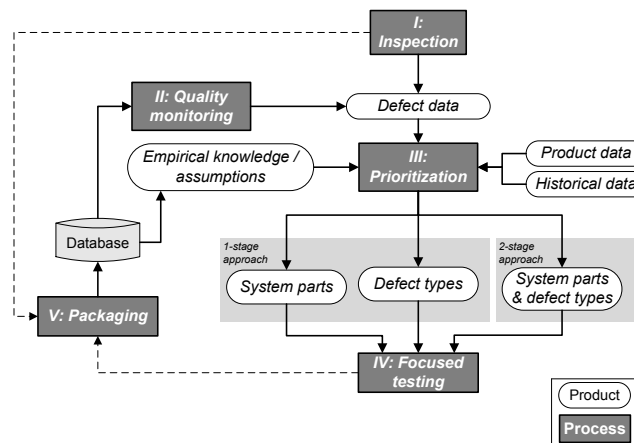 I:
Inspection
II: Quality
monitoring
Defect data
Empirical knowledge /
assumptions
III:
Prioritization
Product data
Historical data
Database
1-stage
approach
2-stage
approach
System parts
Defect types
System parts
& defect types
V: Packaging
IV: Focused
testing
Product
Process